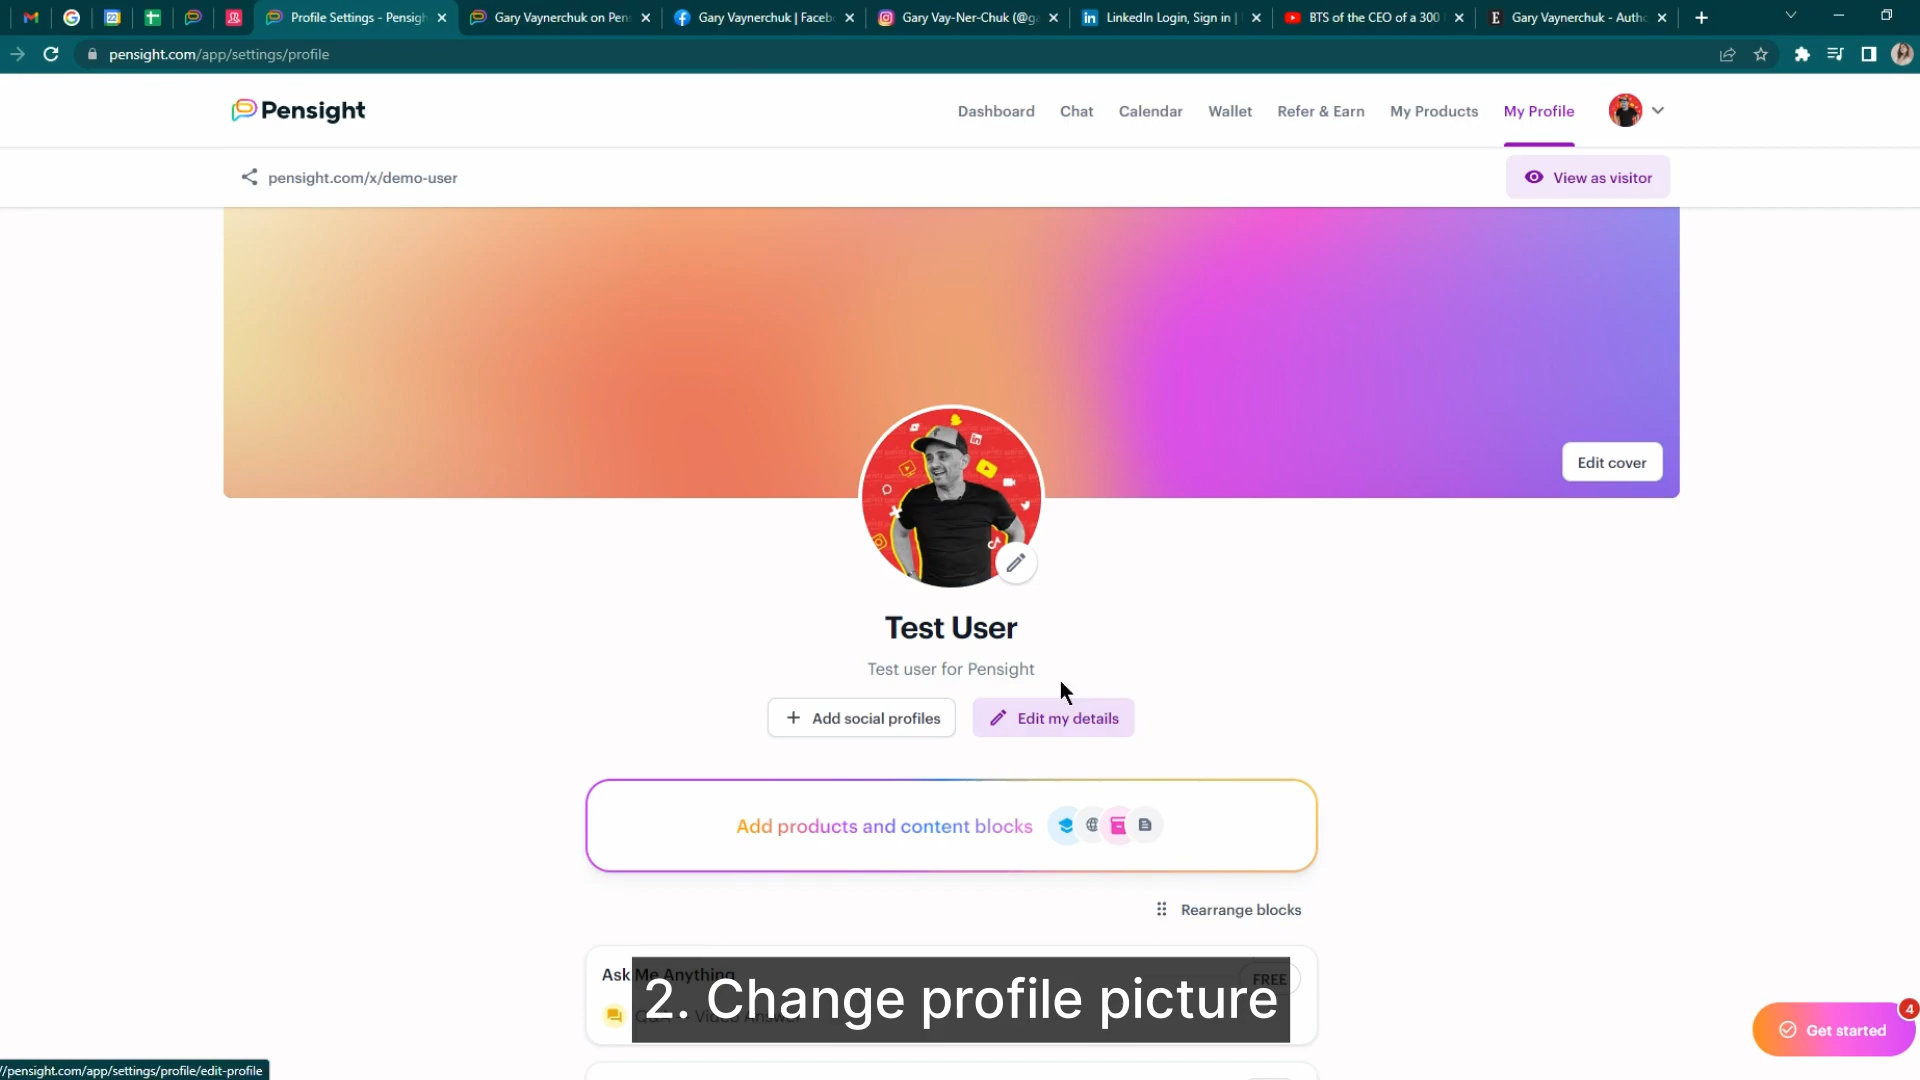 Profile Settings - Pensigh
Gary Vaynerchuk on Pen
Gary Vaynerchuk | Faceb
Gary Vay-Ner-Chuk (@ga
LinkedIn Login, Sign in |
BTS of the CEO of a 300
Gary Vaynerchuk - Autho
pensight.com/app/settings/profile
Pensight
Dashboard
Chat
Calendar
Wallet
Refer & Earn
My Products
My Profile
pensight.com/x/demo-user
View as visitor
Edit cover
Test User
Test user for Pensight
Add social profiles
Edit my details
Add products and content blocks
Rearrange blocks
Ask Me Anything
FREE
2. Change profile picture
4
Get started
//pensight.com/app/settings/profile/edit-profile